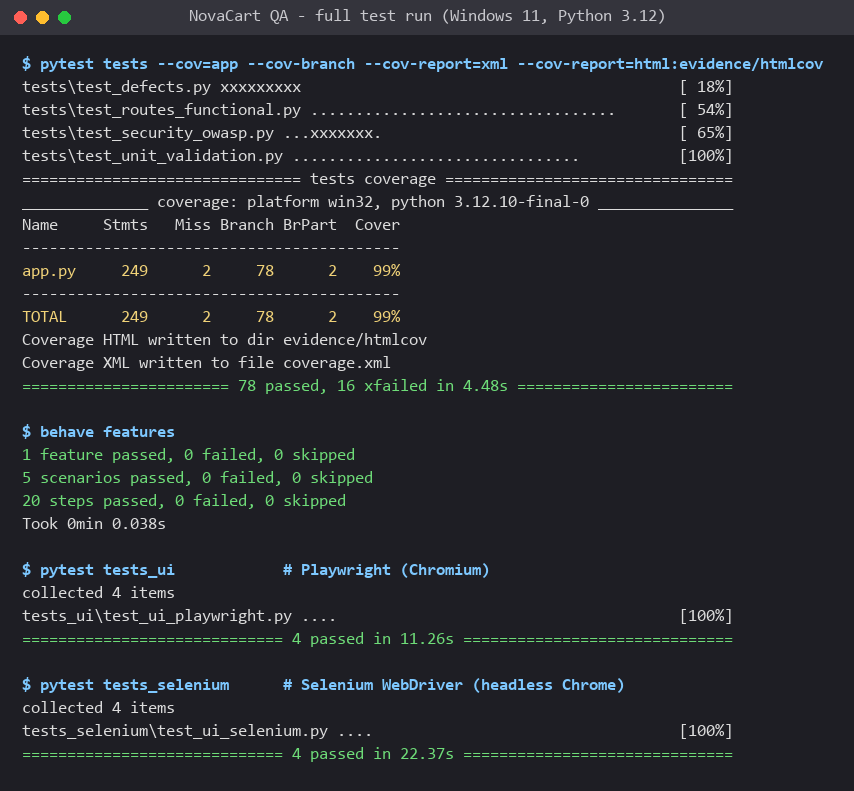 NovaCart QA - full test run (Windows 11, Python 3.12)
$ pytest tests --cov=app --cov-branch --cov-report=xml --cov-report=html:evidence/htmlcov
tests\test_defects.py xxxxxxxxx [ 18%]
tests\test_routes_functional.py .................................. [ 54%]
tests\test_security_owasp.py ...xxxxxxx. [ 65%]
tests\test_unit_validation.py ................................ [100%]
=============================== tests coverage ================================
______________ coverage: platform win32, python 3.12.10-final-0 _______________
Name     Stmts   Miss Branch BrPart  Cover
------------------------------------------
app.py     249      2     78      2    99%
------------------------------------------
TOTAL      249      2     78      2    99%
Coverage HTML written to dir evidence/htmlcov
Coverage XML written to file coverage.xml
======================= 78 passed, 16 xfailed in 4.48s ========================
$ behave features
1 feature passed, 0 failed, 0 skipped
5 scenarios passed, 0 failed, 0 skipped
20 steps passed, 0 failed, 0 skipped
Took 0min 0.038s
$ pytest tests_ui            # Playwright (Chromium)
collected 4 items
tests_ui\test_ui_playwright.py .... [100%]
============================= 4 passed in 11.26s ==============================
$ pytest tests_selenium      # Selenium WebDriver (headless Chrome)
collected 4 items
tests_selenium\test_ui_selenium.py .... [100%]
============================= 4 passed in 22.37s ==============================